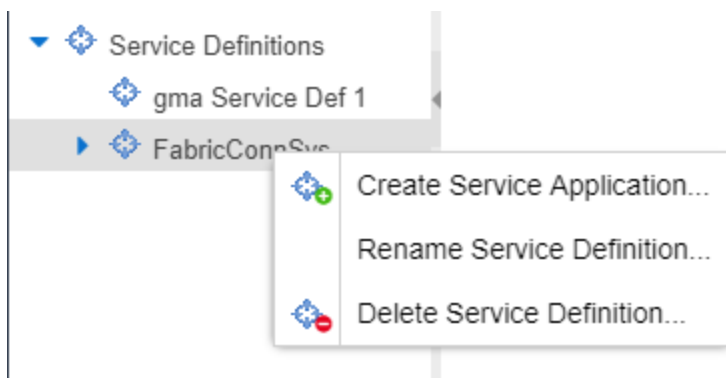 Service Definitions
gma Service Def 1
FabricConnSys
Create Service Application...
Rename Service Definition...
Delete Service Definition...